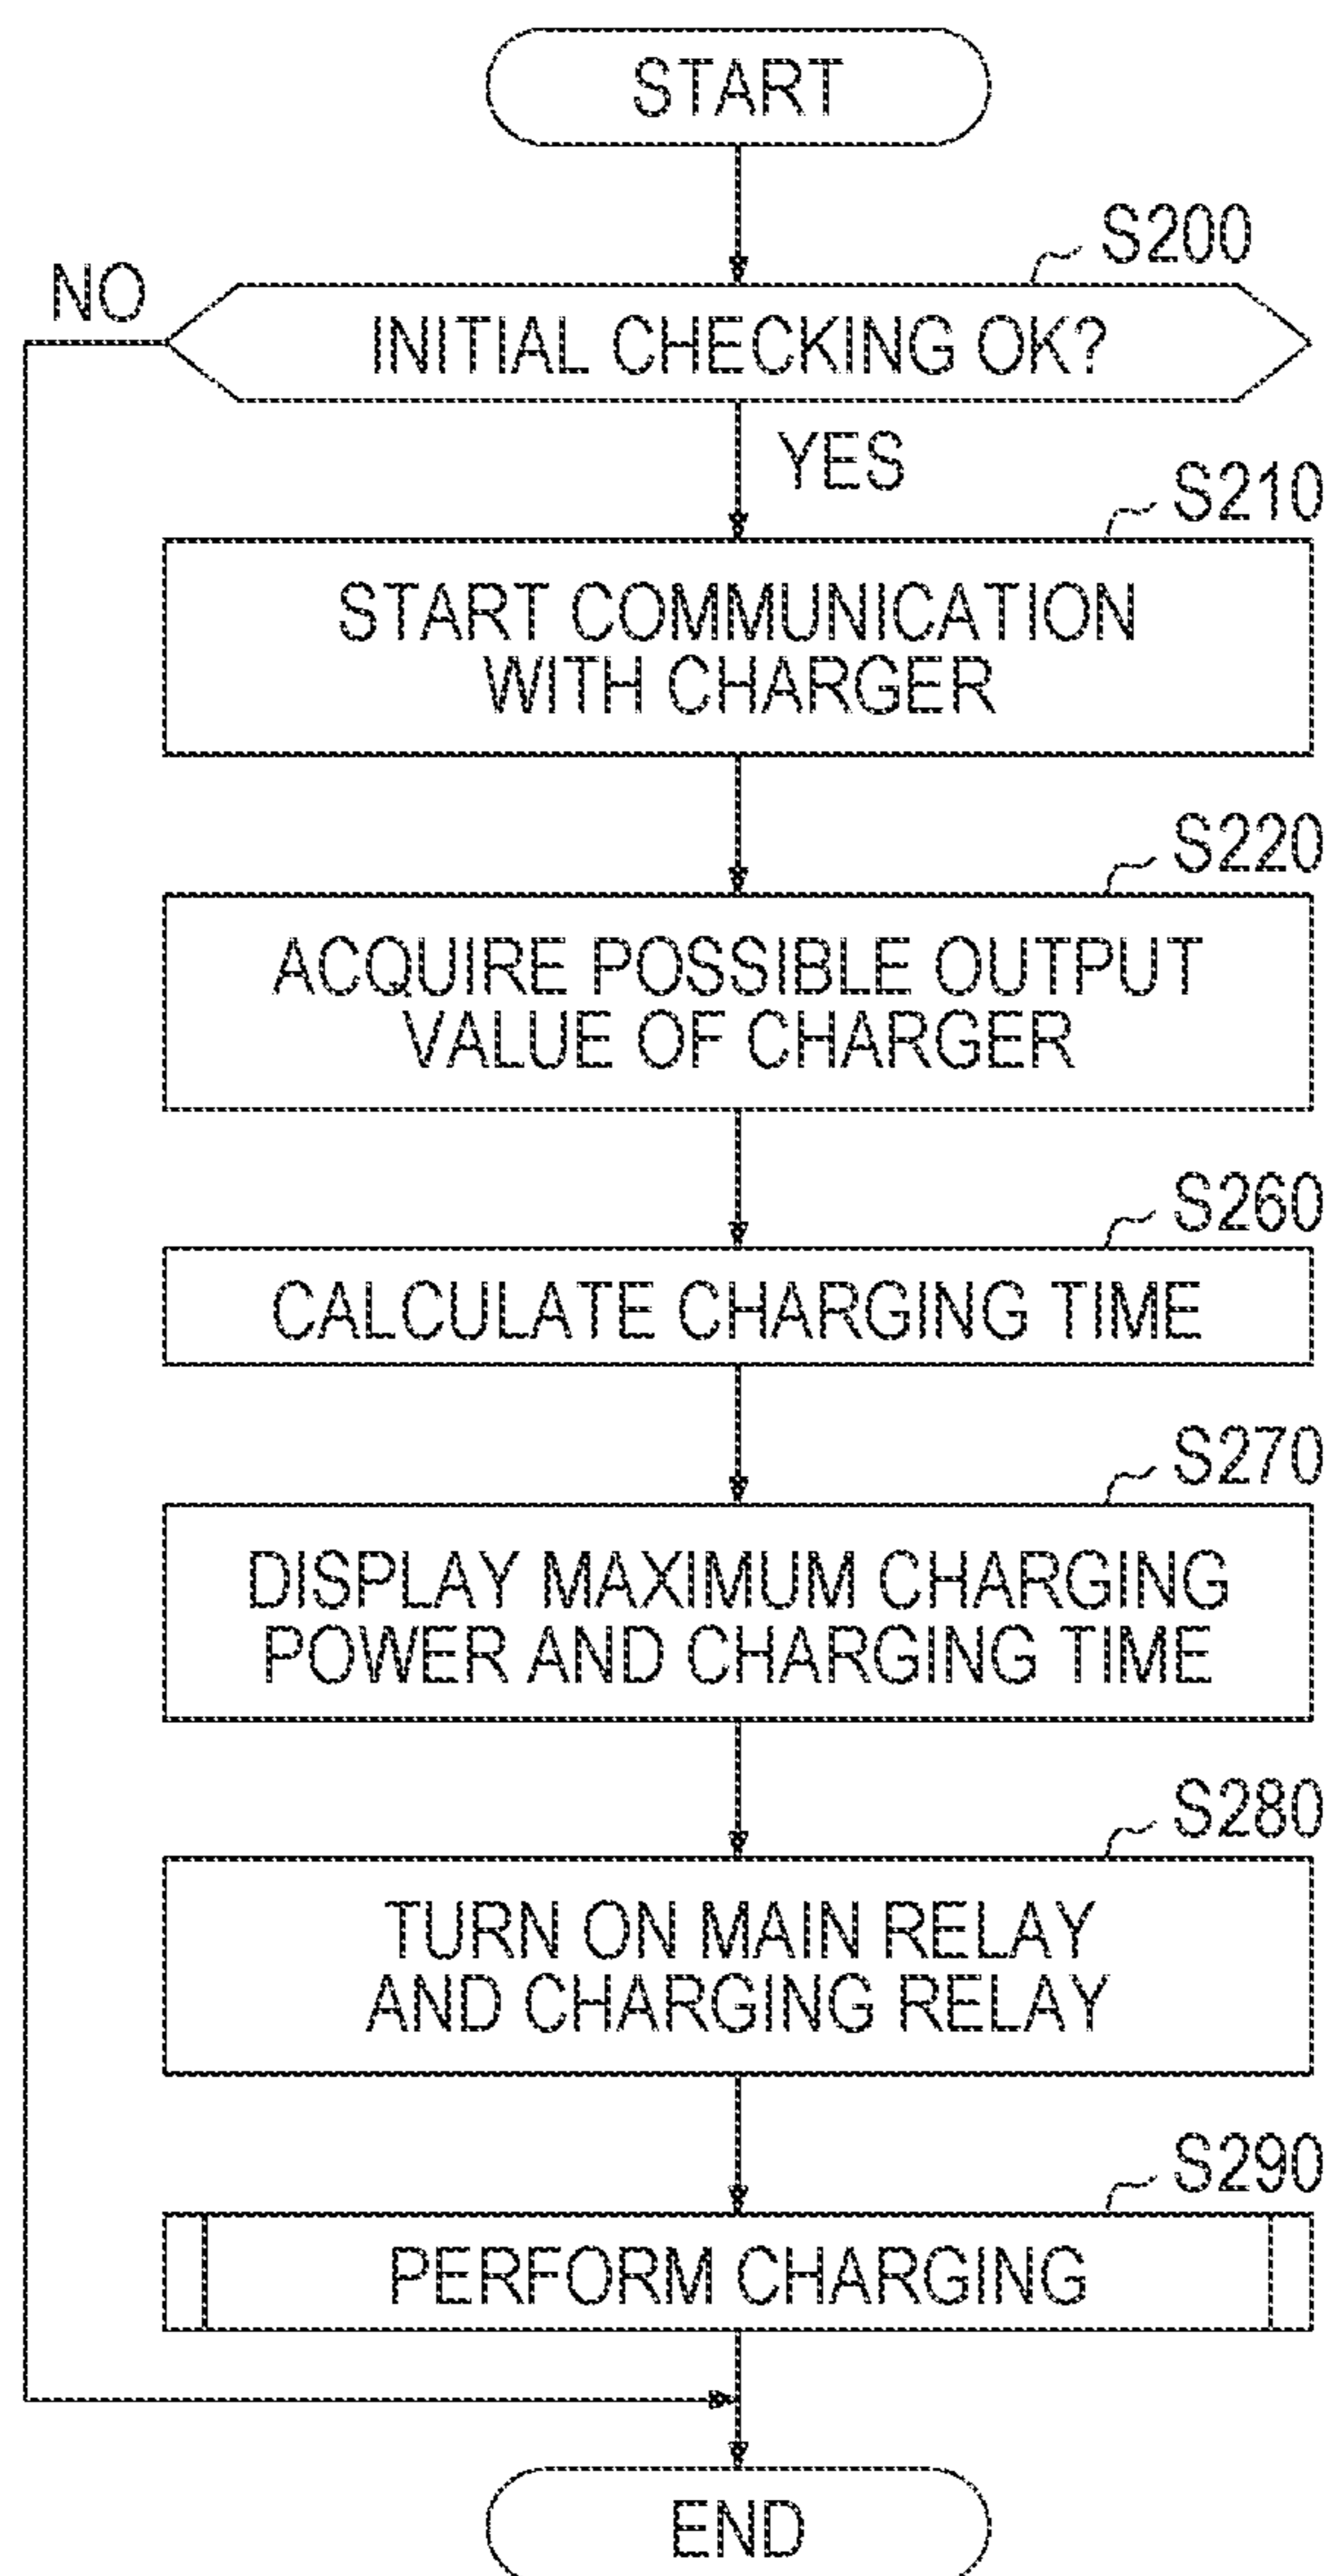 START
S200
NO
INITIAL CHECKING OK?
YES
S210
START COMMUNICATION
WITH CHARGER
S220
ACQUIRE POSSIBLE OUTPUT
VALUE OF CHARGER
S260
CALCULATE CHARGING TIME
S270
DISPLAY MAXIMUM CHARGING
POWER AND CHARGING TIME
S280
TURN ON MAIN RELAY
AND CHARGING RELAY
S290
PERFORM CHARGING
END